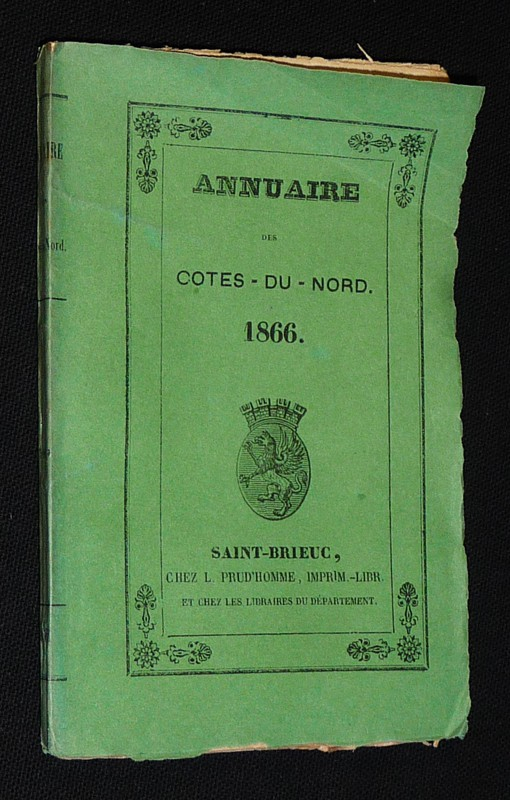 ANNUAIRE
DES
COTES - DU - NORD.
1866.
SAINT-BRIEUC,
CHEZ L. PRUD'HOMME, IMPRIM.-LIBR.
ET CHEZ LES LIBRAIRES DU DÉPARTEMENT.
Nord.